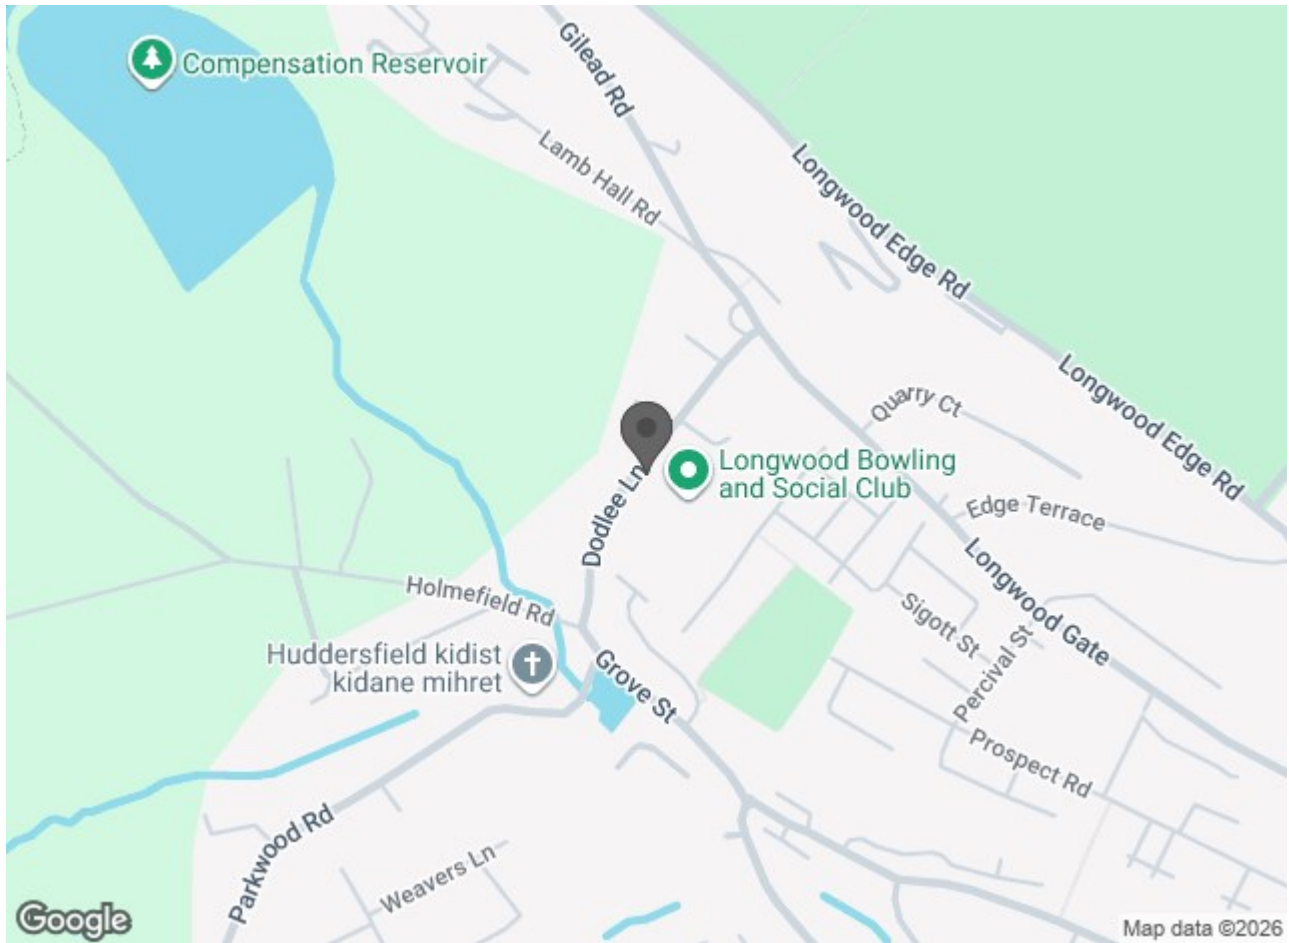 Compensation Reservoir
Gilead Rd
Lamb Hall Rd
Longwood Edge Rd
Longwood Edge Rd
Quarry Ct
Longwood Bowling
and Social Club
Dodlee Ln
Edge Terrace
Longwood Gate
Holmefield Rd
Sigott St
Percival St
Huddersfield kidist
kidane mihret
Grove St
Prospect Rd
Parkwood Rd
Weavers Ln
Google
Map data ©2026